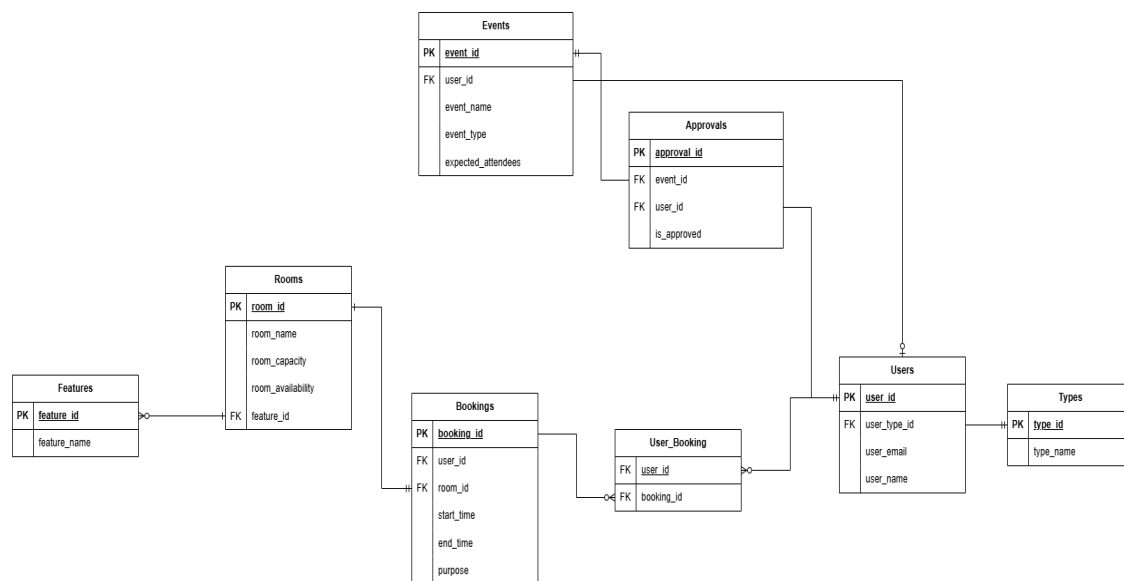 Events
PK event_id
FK user_id
event_name
event_type
expected_attendees
Approvals
PK approval_id
FK event_id
FK user_id
is_approved
Rooms
PK room_id
room_name
room_capacity
room_availability
FK feature_id
Features
PK feature_id
feature_name
Bookings
PK booking_id
FK user_id
FK room_id
start_time
end_time
purpose
User_Booking
FK user_id
FK booking_id
Users
PK user_id
FK user_type_id
user_email
user_name
Types
PK type_id
type_name